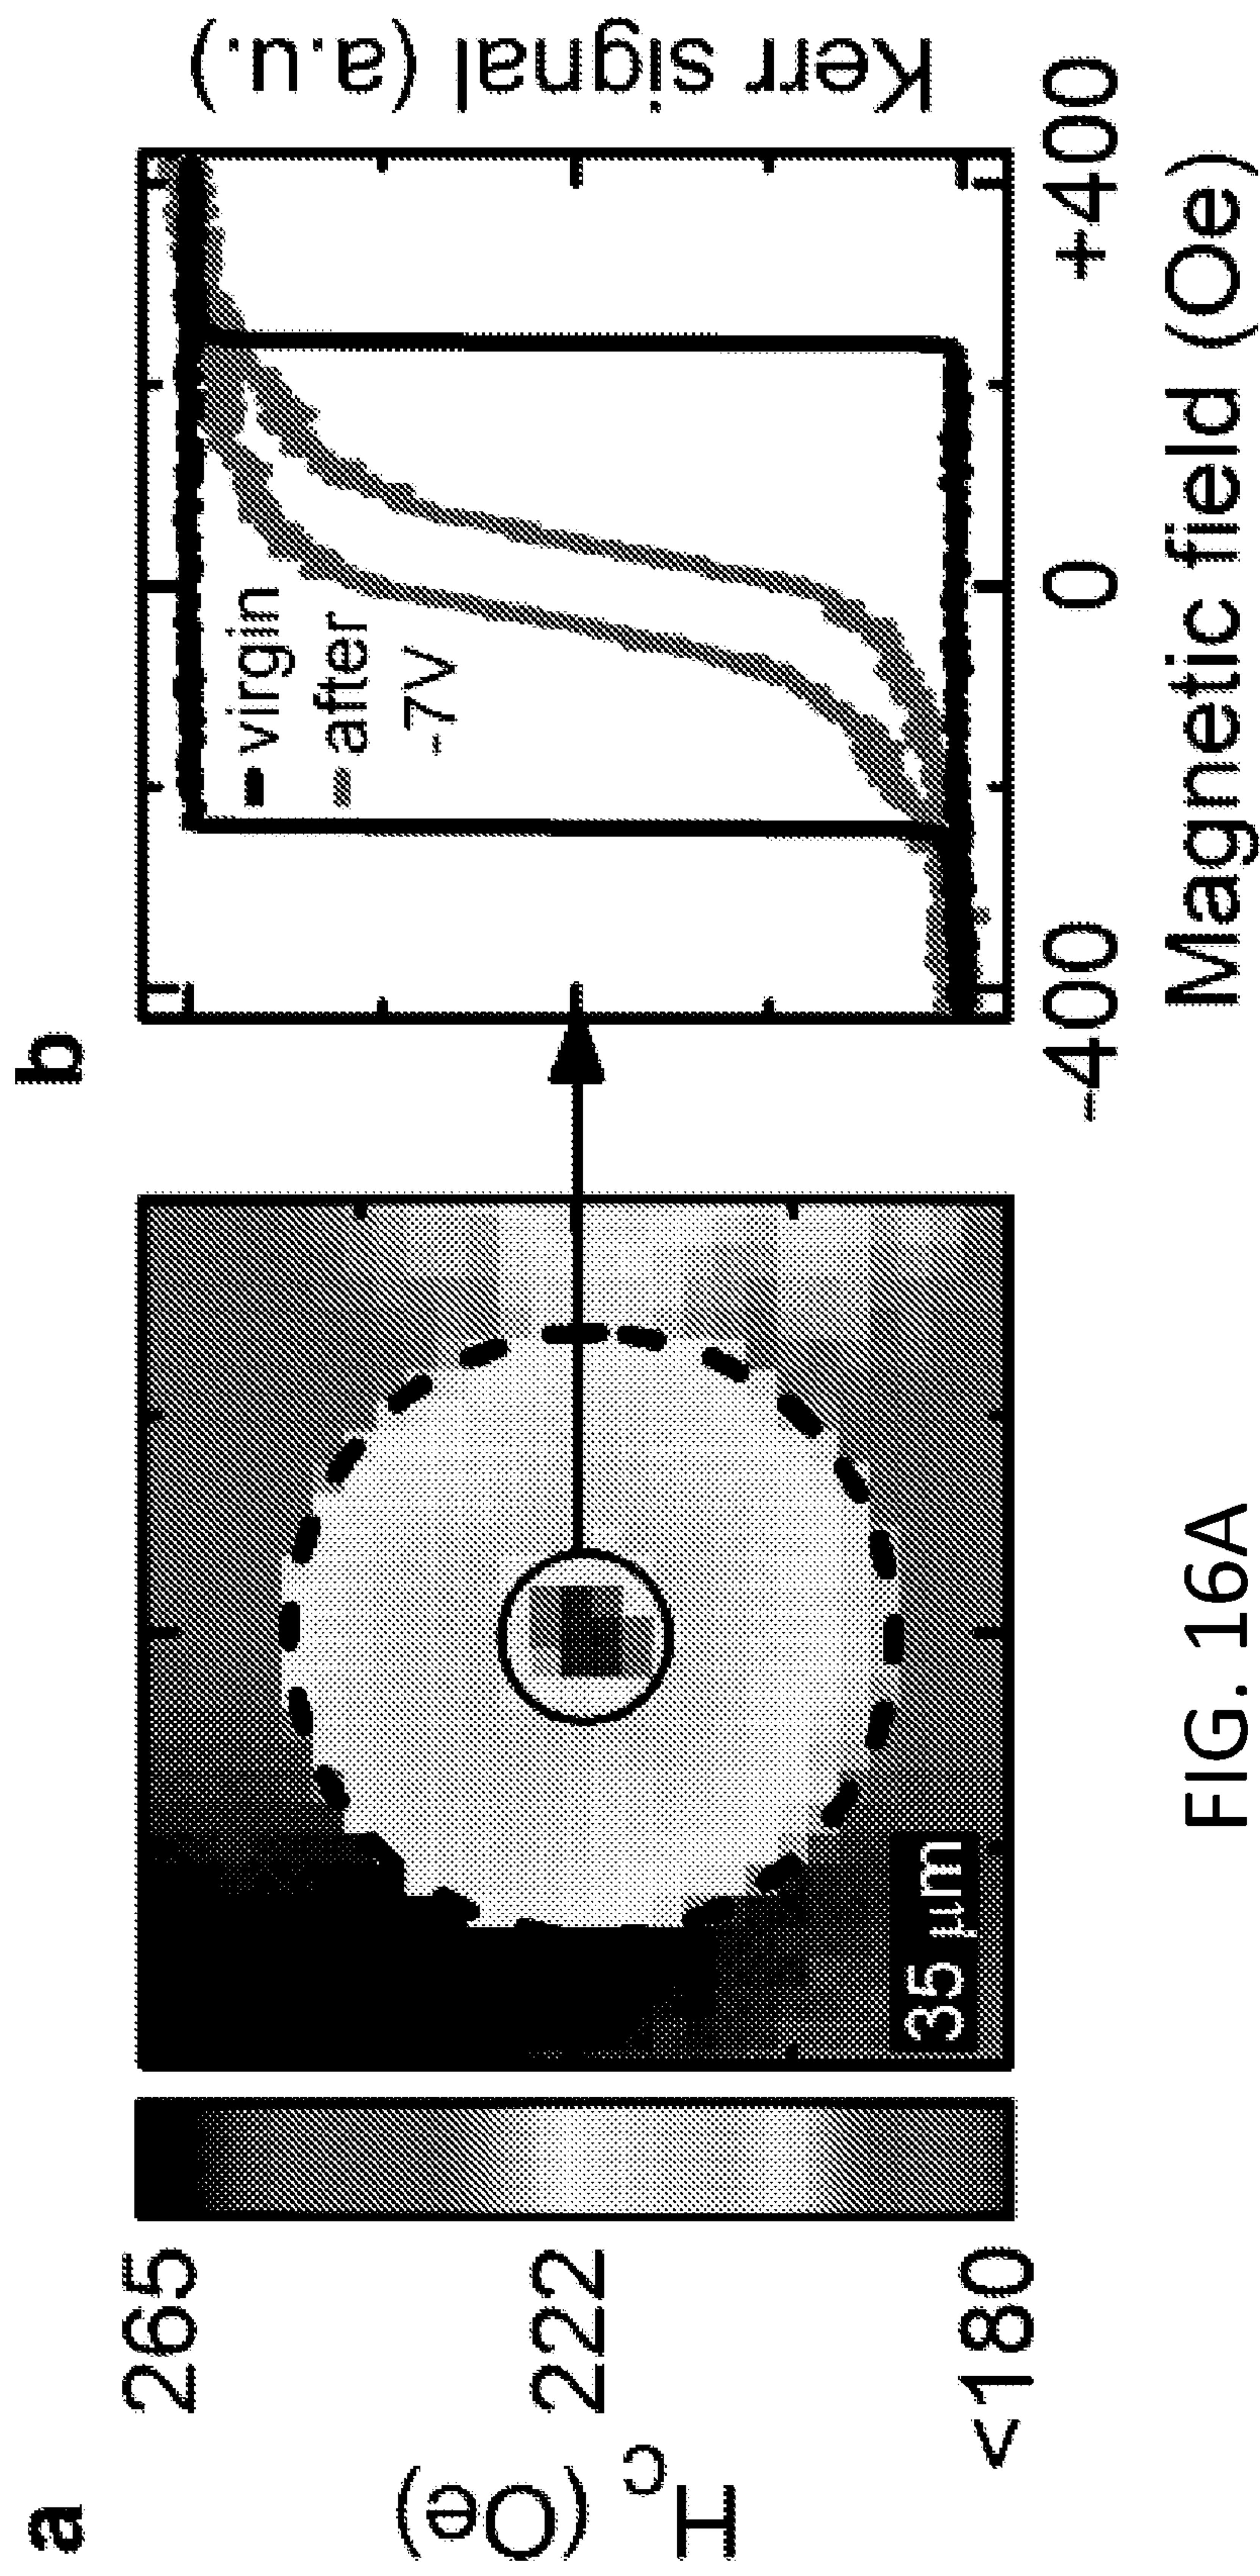 a
H_c (Oe)
265
222
<180
35 µm
b
virgin
after
-7V
Kerr signal (a.u.)
-400
0
+400
Magnetic field (Oe)
FIG. 16A